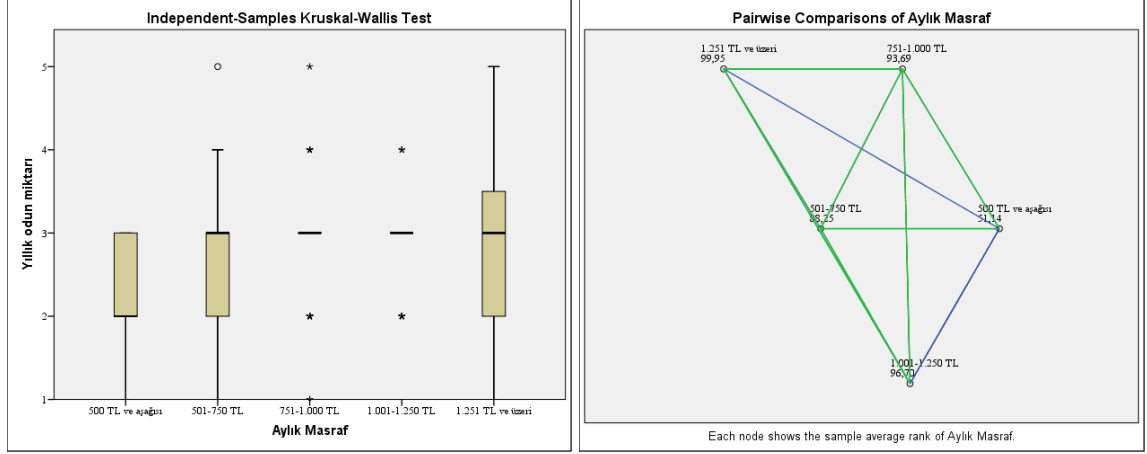 Independent-Samples Kruskal-Wallis Test
Yıllık odun miktarı
5
4
3
2
1
500 TL ve aşağısı
501-750 TL
751-1.000 TL
1.001-1.250 TL
1.251 TL ve üzeri
Aylık Masraf
Pairwise Comparisons of Aylık Masraf
1.251 TL ve üzeri
99,95
751-1.000 TL
93,69
501-750 TL
88,25
500 TL ve aşağısı
51,14
1.001-1.250 TL
96,70
Each node shows the sample average rank of Aylık Masraf.